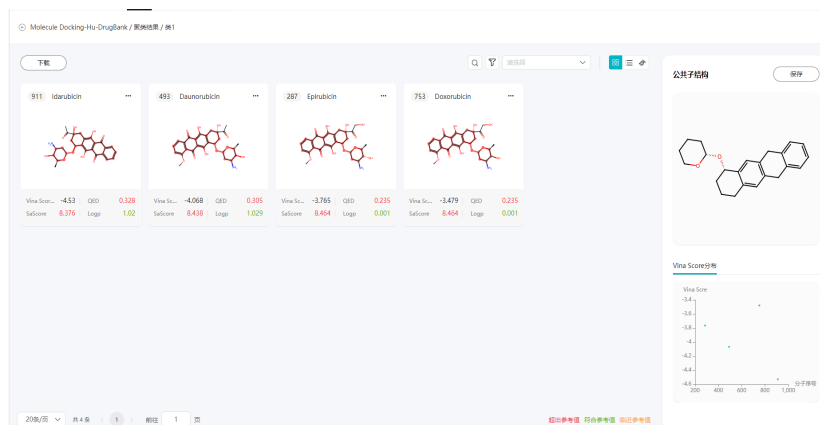 Molecule Docking-Hu-DrugBank / 聚类结果 / 类1
下载
请选择
911 Idarubicin ···
493 Daunorubicin ···
287 Epirubicin ···
753 Doxorubicin ···
Vina Scor... -4.53 QED 0.328
SaScore 8.376 Logp 1.02
Vina Sc... -4.068 QED 0.305
SaScore 8.438 Logp 1.029
Vina Sc... -3.765 QED 0.235
SaScore 8.464 Logp 0.001
Vina Sc... -3.479 QED 0.235
SaScore 8.464 Logp 0.001
20条/页 共 4 条 1 前往 1 页
超出参考值 符合参考值 临近参考值
公共子结构 保存
Vina Score分布
Vina Scre
-3.4
-3.6
-3.8
-4
-4.2
-4.4
-4.6
200 400 600 800 1,000
分子序号